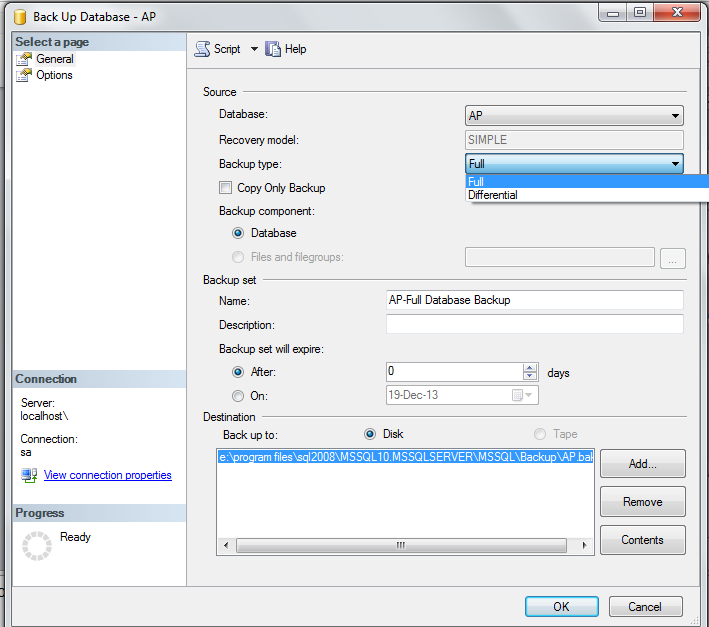 Back Up Database - AP
Select a page
General
Options
Script
Help
Source
Database:
AP
Recovery model:
SIMPLE
Backup type:
Full
Full
Differential
Copy Only Backup
Backup component:
Database
Files and filegroups:
...
Backup set
Name:
AP-Full Database Backup
Description:
Backup set will expire:
After:
0
days
On:
19-Dec-13
Destination
Back up to:
Disk
Tape
e:\program files\sql2008\MSSQL10.MSSQLSERVER\MSSQL\Backup\AP.bak
Add...
Remove
Contents
Connection
Server:
localhost\
Connection:
sa
View connection properties
Progress
Ready
OK
Cancel